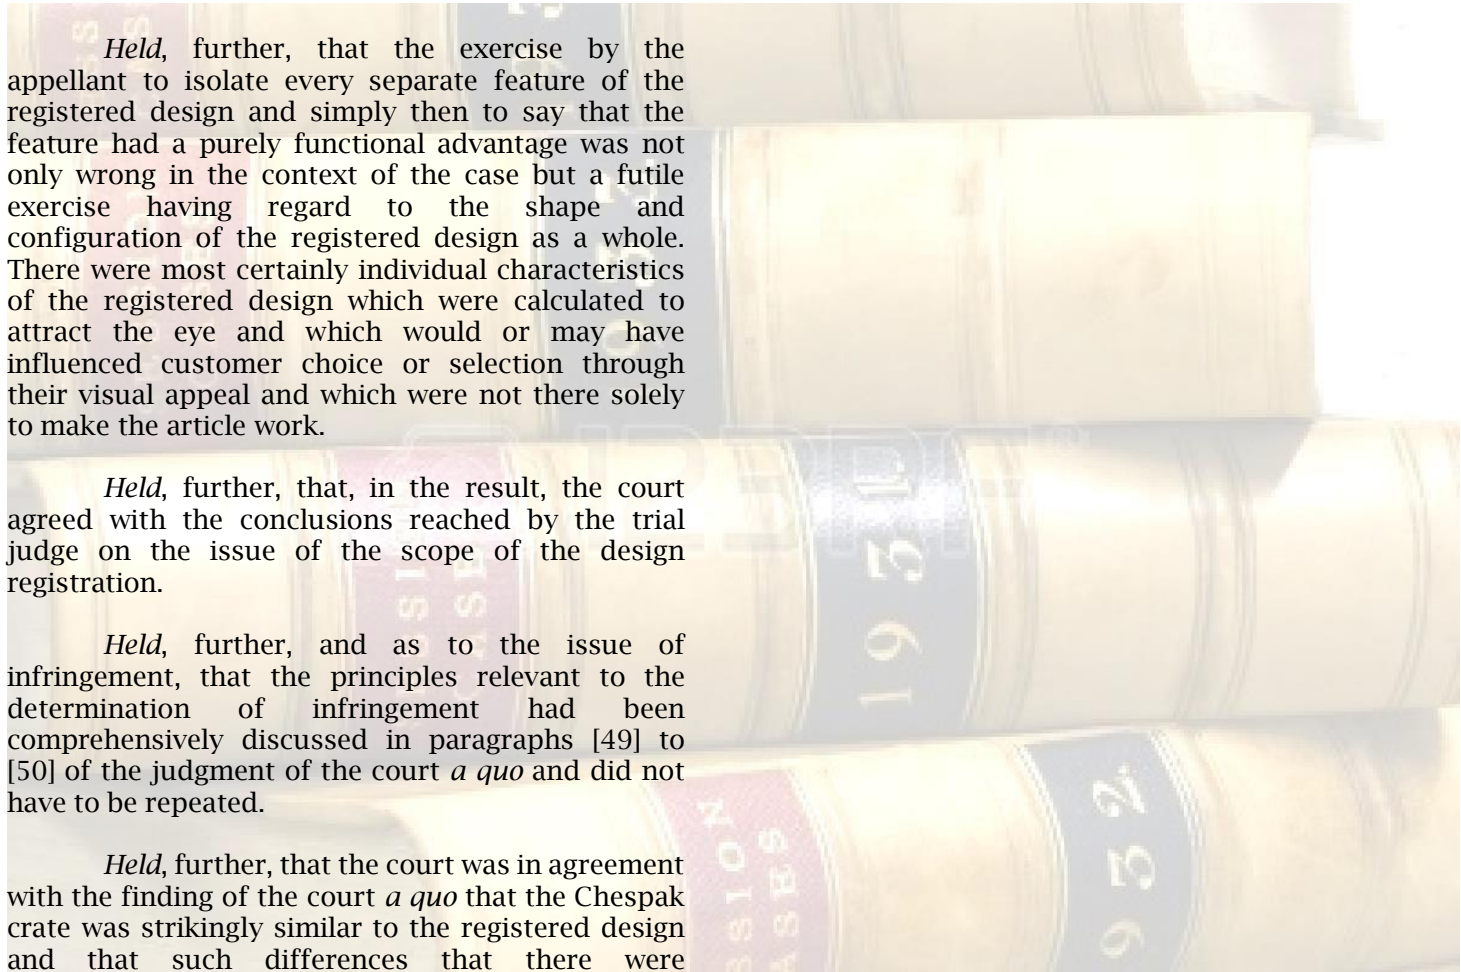 Held, further, that the exercise by the
appellant to isolate every separate feature of the
registered design and simply then to say that the
feature had a purely functional advantage was not
only wrong in the context of the case but a futile
exercise having regard to the shape and
configuration of the registered design as a whole.
There were most certainly individual characteristics
of the registered design which were calculated to
attract the eye and which would or may have
influenced customer choice or selection through
their visual appeal and which were not there solely
to make the article work.
Held, further, that, in the result, the court
agreed with the conclusions reached by the trial
judge on the issue of the scope of the design
registration.
Held, further, and as to the issue of
infringement, that the principles relevant to the
determination of infringement had been
comprehensively discussed in paragraphs [49] to
[50] of the judgment of the court a quo and did not
have to be repeated.
Held, further, that the court was in agreement
with the finding of the court a quo that the Chespak
crate was strikingly similar to the registered design
and that such differences that there were
1931
1932